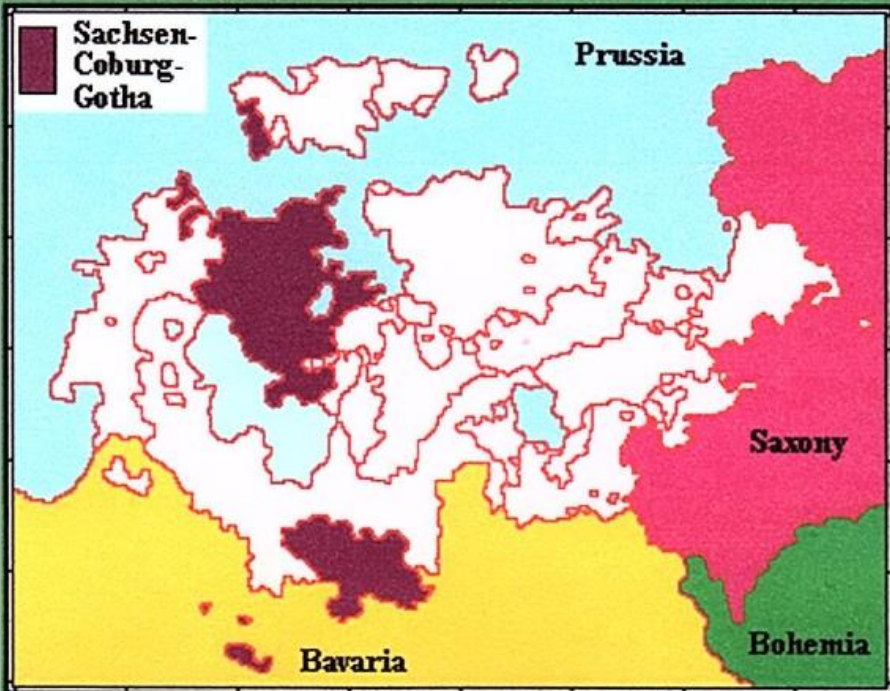 Sachsen-
Coburg-
Gotha
Prussia
Saxony
Bohemia
Bavaria